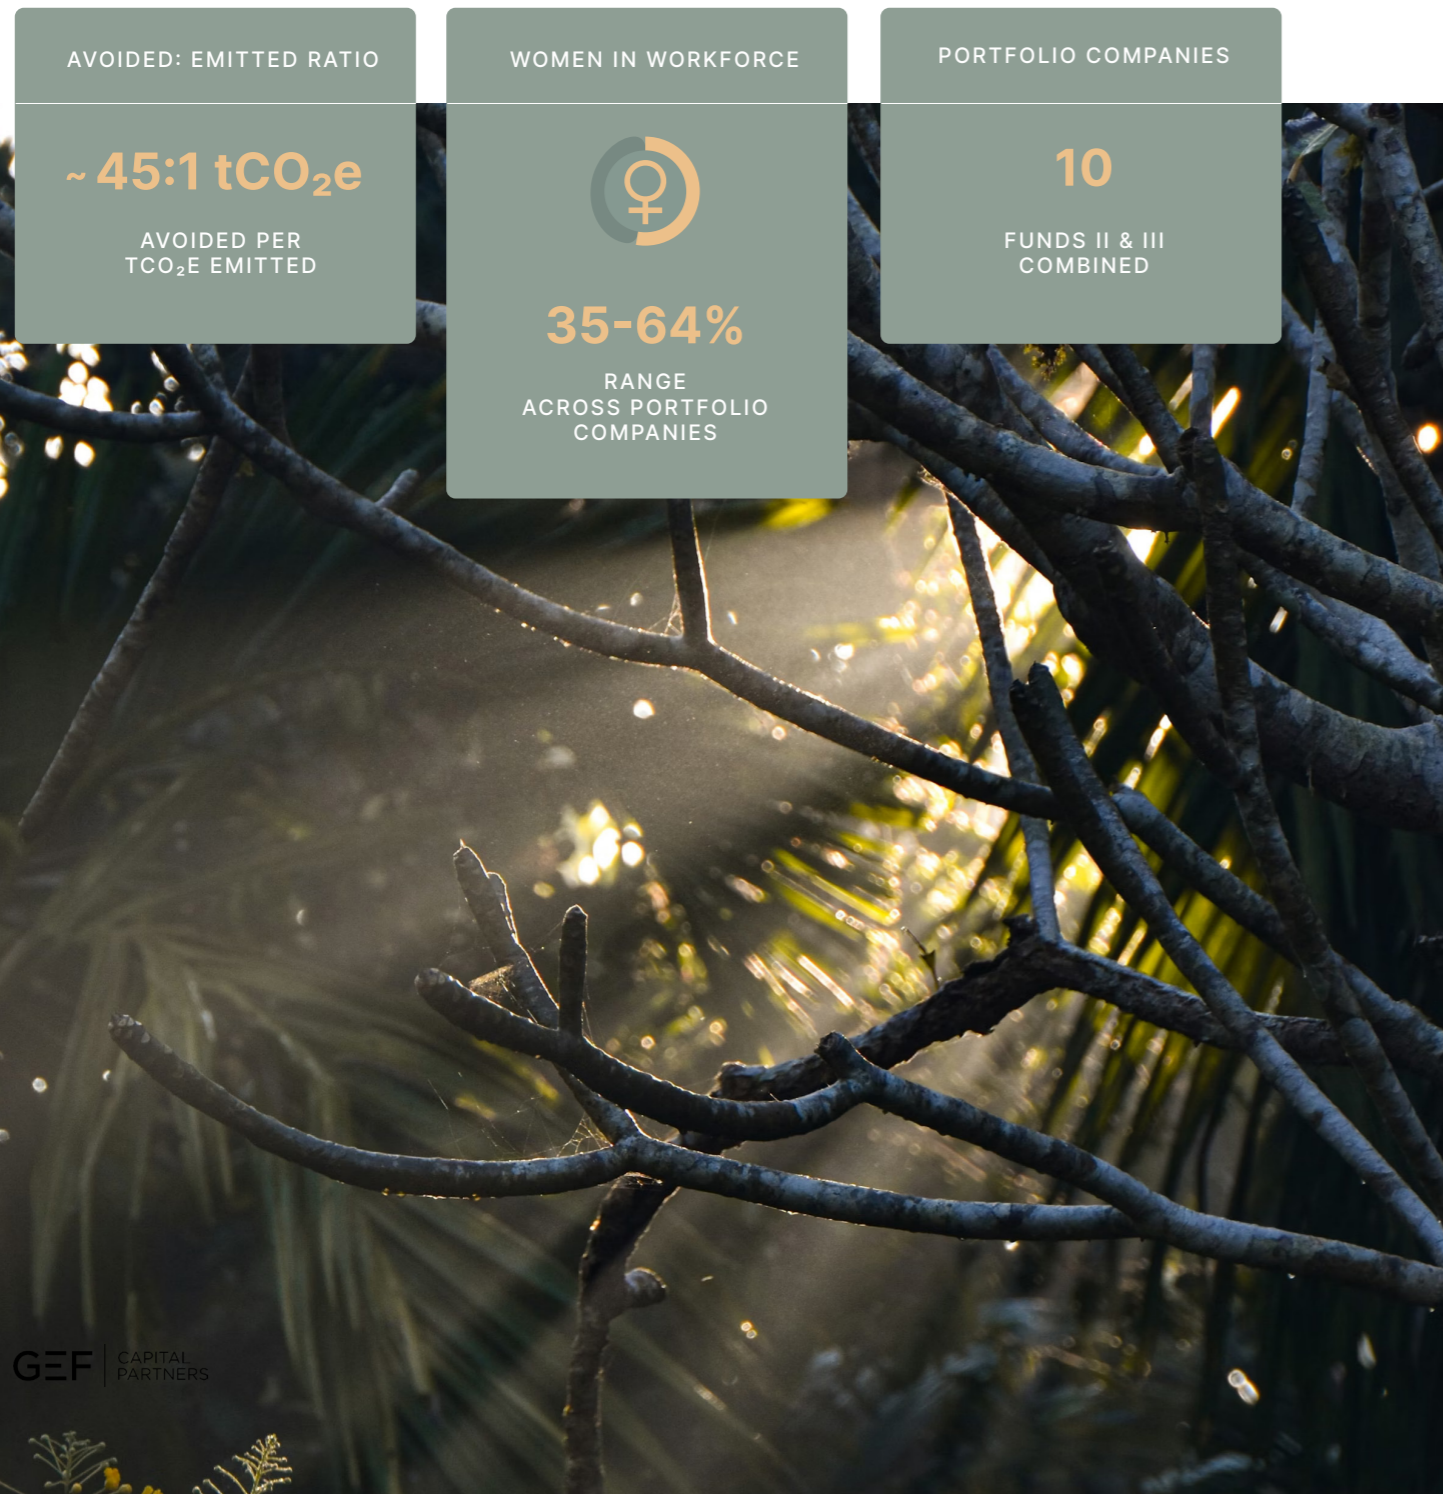 AVOIDED: EMITTED RATIO
~45:1 tCO₂e
AVOIDED PER
TCO₂E EMITTED
WOMEN IN WORKFORCE
35-64%
RANGE
ACROSS PORTFOLIO
COMPANIES
PORTFOLIO COMPANIES
10
FUNDS II & III
COMBINED
GEF
CAPITAL
PARTNERS